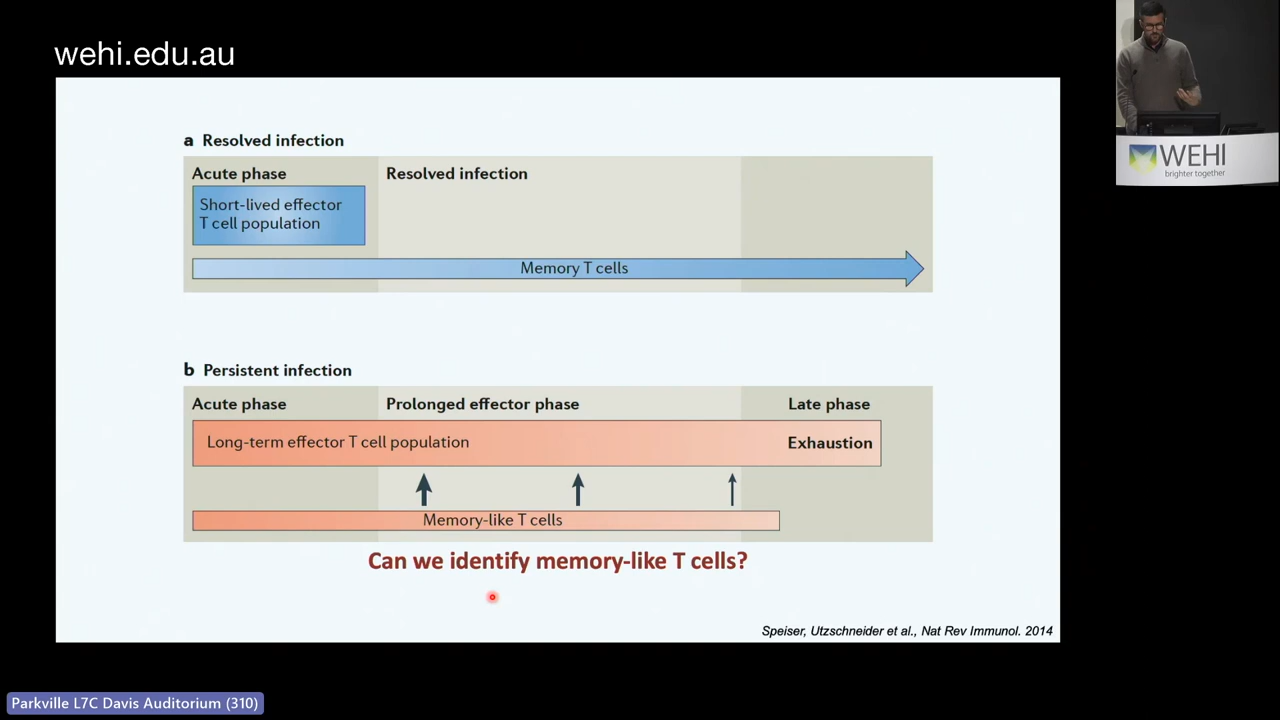 wehi.edu.au
a Resolved infection
Acute phase
Resolved infection
Short-lived effector
T cell population
Memory T cells
b Persistent infection
Acute phase
Prolonged effector phase
Late phase
Long-term effector T cell population
Exhaustion
Memory-like T cells
Can we identify memory-like T cells?
Speiser, Utzschneider et al., Nat Rev Immunol. 2014
WEHI
brighter together
Parkville L7C Davis Auditorium (310)